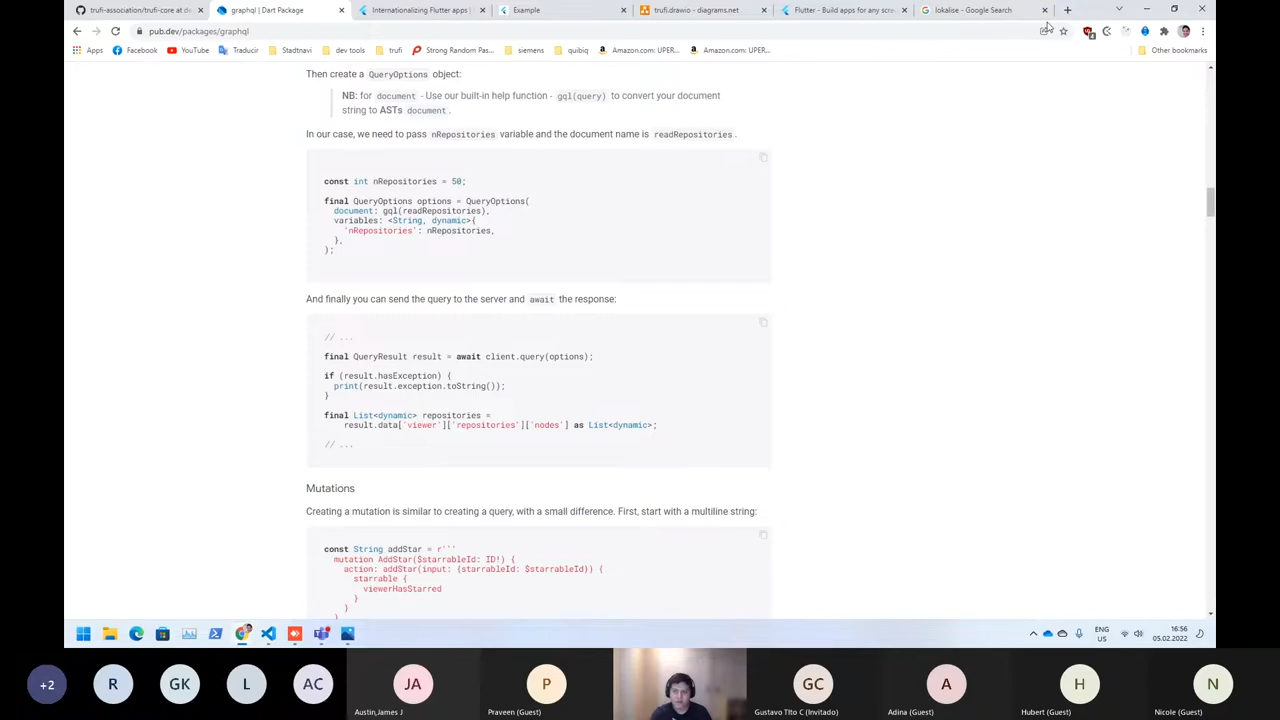 trufi-association/trufi-core at de
graphql | Dart Package
Internationalizing Flutter apps |
Example
trufi.drawio - diagrams.net
Flutter - Build apps for any scre
lokalise - Google Search
pub.dev/packages/graphql
Apps
Facebook
YouTube
Traducir
Stadtnavi
dev tools
trufi
Strong Random Pas...
siemens
quibiq
Amazon.com: UPER...
Amazon.com: UPER...
Other bookmarks
Then create a QueryOptions object:
NB: for document - Use our built-in help function - gql(query) to convert your document
string to ASTs document.
In our case, we need to pass nRepositories variable and the document name is readRepositories.
const int nRepositories = 50;
final QueryOptions options = QueryOptions(
document: gql(readRepositories),
variables: <String, dynamic>{
'nRepositories': nRepositories,
},
);
And finally you can send the query to the server and await the response:
// ...
final QueryResult result = await client.query(options);
if (result.hasException) {
print(result.exception.toString());
}
final List<dynamic> repositories =
result.data['viewer']['repositories']['nodes'] as List<dynamic>;
// ...
Mutations
Creating a mutation is similar to creating a query, with a small difference. First, start with a multiline string:
const String addStar = r'''
mutation AddStar($starrableId: ID!) {
action: addStar(input: {starrableId: $starrableId}) {
starrable {
viewerHasStarred
}
}
}
ENG
US
16:56
05.02.2022
+2
R
GK
L
AC
JA
Austin,James J
P
Praveen (Guest)
GC
Gustavo TIto C (Invitado)
A
Adina (Guest)
H
Hubert (Guest)
N
Nicole (Guest)